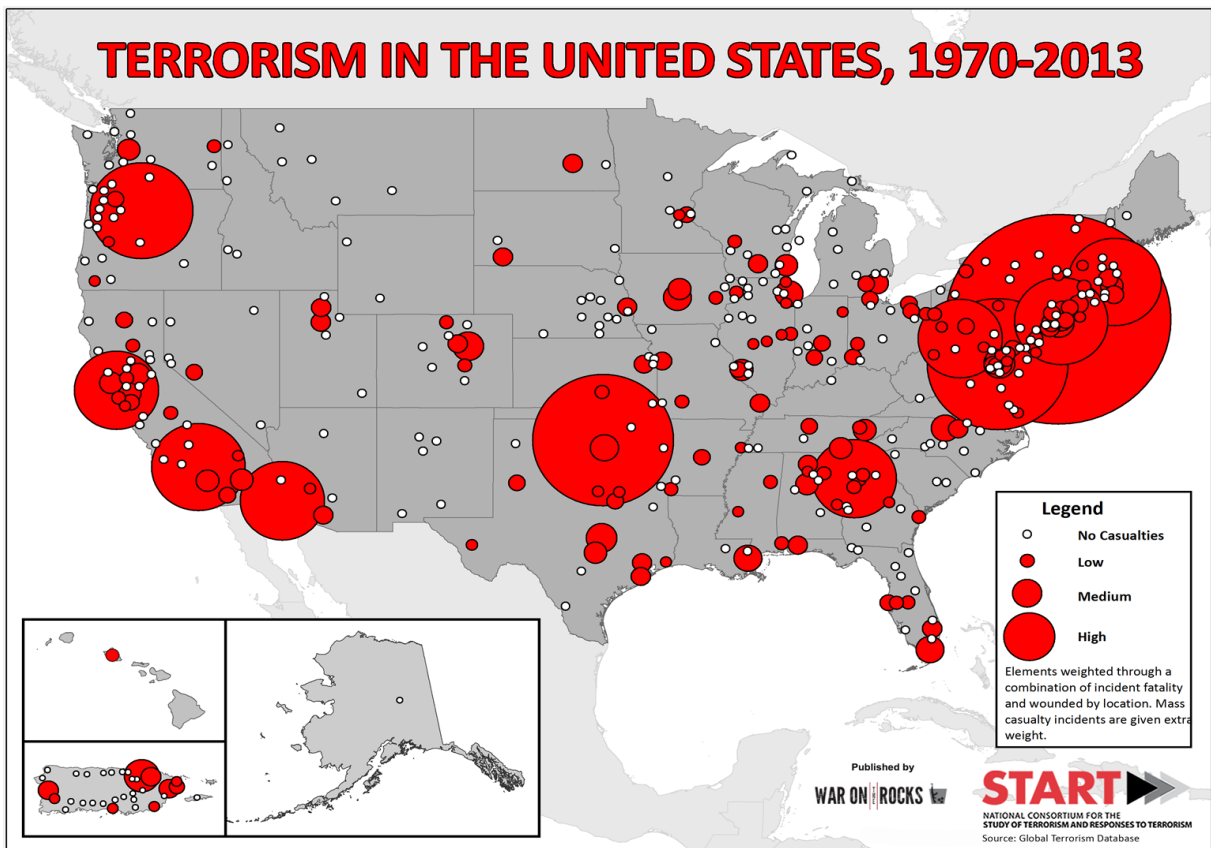 TERRORISM IN THE UNITED STATES, 1970-2013
Legend
No Casualties
Low
Medium
High
Elements weighted through a
combination of incident fatality
and wounded by location. Mass
casualty incidents are given extra
weight.
Published by
WAR ON THE ROCKS
START
NATIONAL CONSORTIUM FOR THE
STUDY OF TERRORISM AND RESPONSES TO TERRORISM
Source: Global Terrorism Database